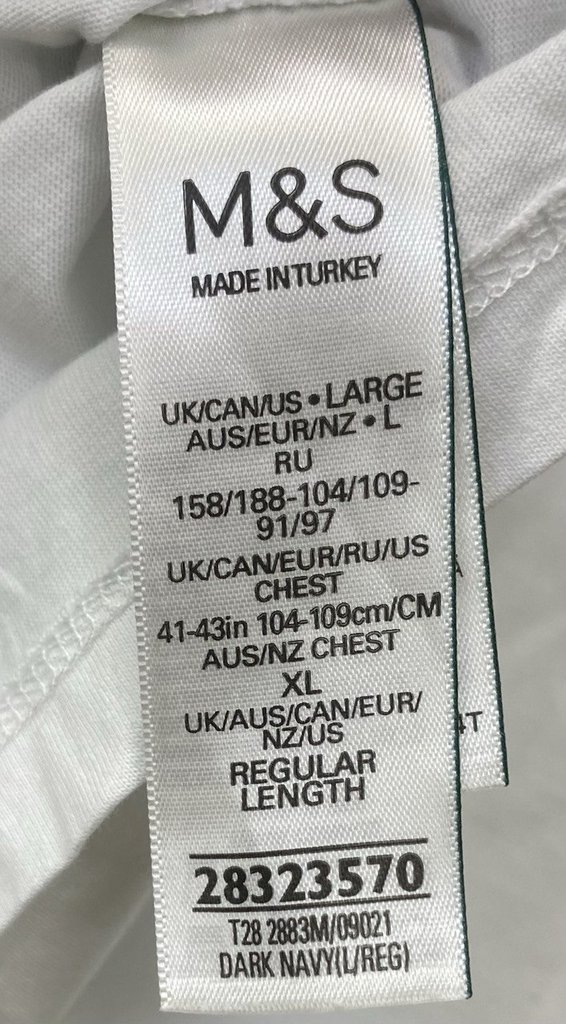 M&S
MADE IN TURKEY
UK/CAN/US • LARGE
AUS/EUR/NZ • L
RU
158/188-104/109-
91/97
UK/CAN/EUR/RU/US
CHEST
41-43in 104-109cm/CM
AUS/NZ CHEST
XL
UK/AUS/CAN/EUR/
NZ/US
REGULAR
LENGTH
28323570
T28 2883M/09021
DARK NAVY(L/REG)